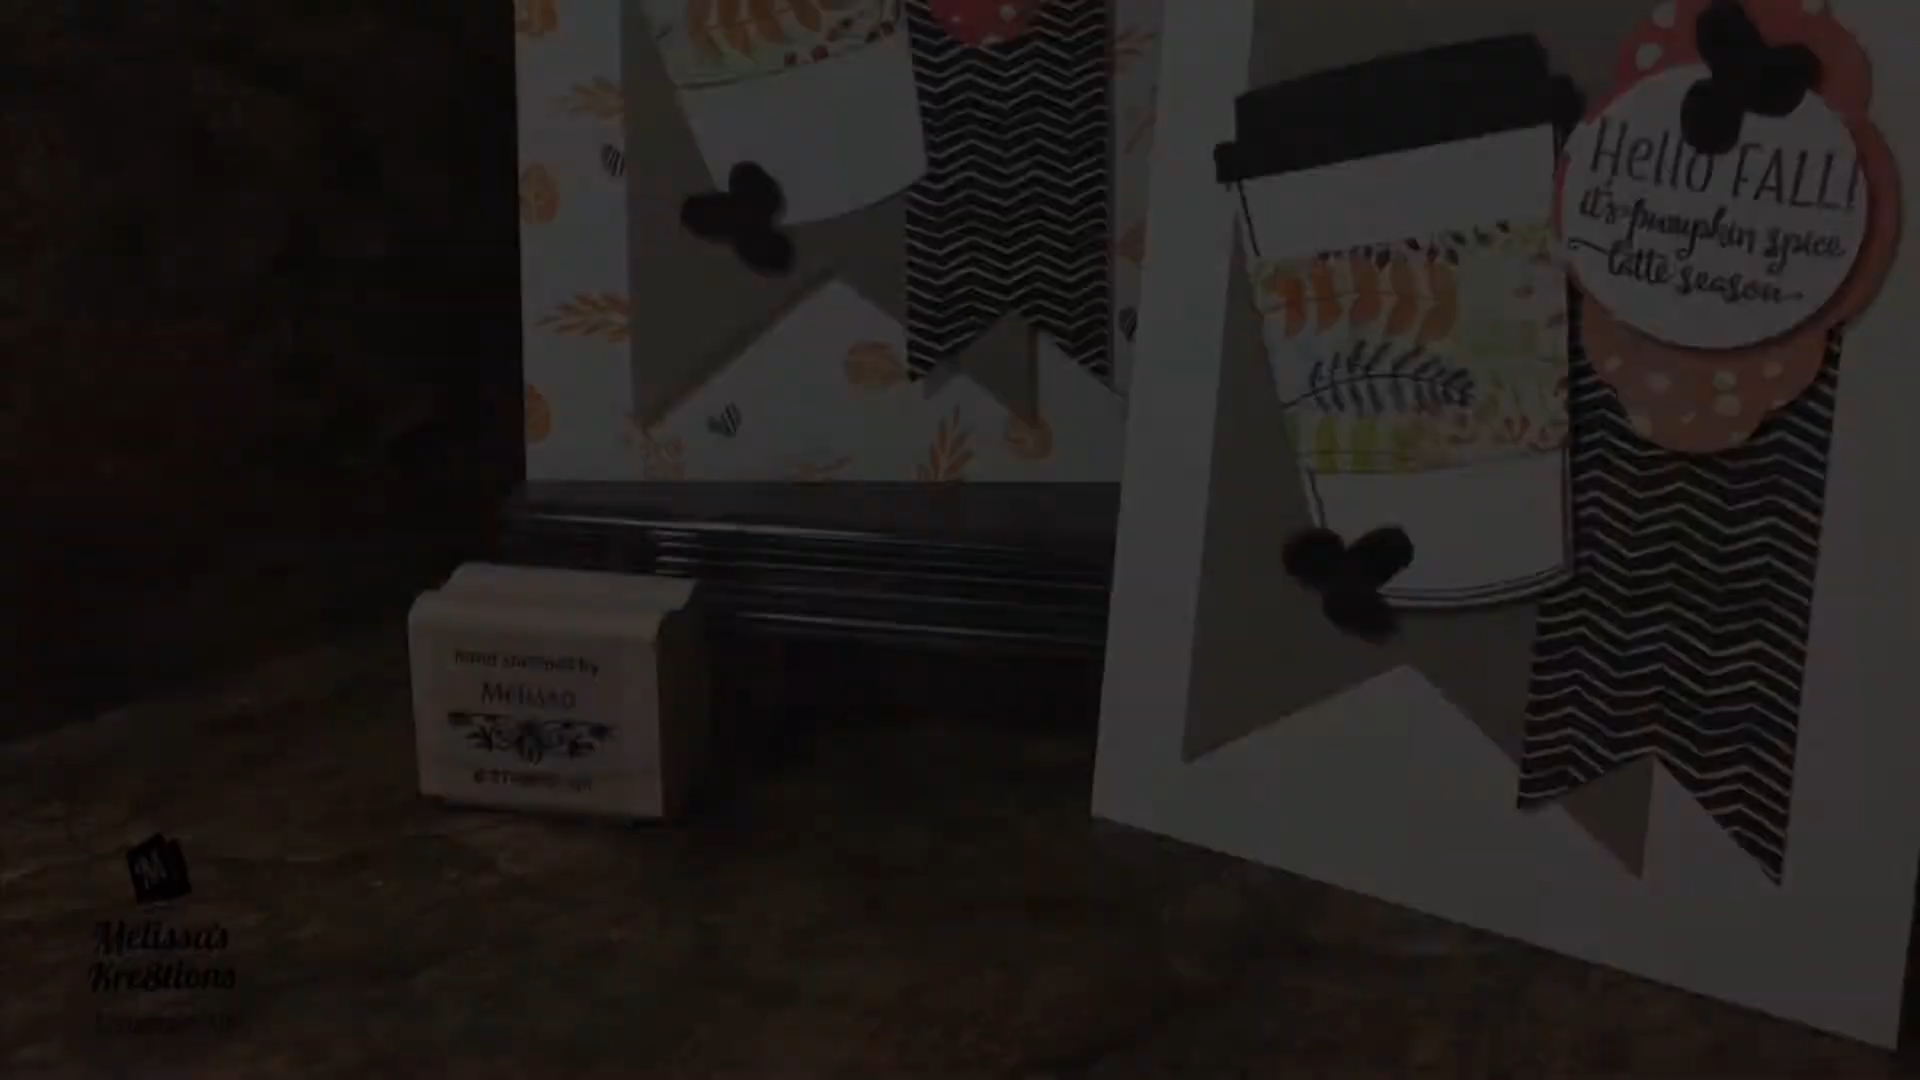 Hello FALL!
it's pumpkin spice
latte season
hand stamped by
Melissa
M
Melissa's
Kre8tions